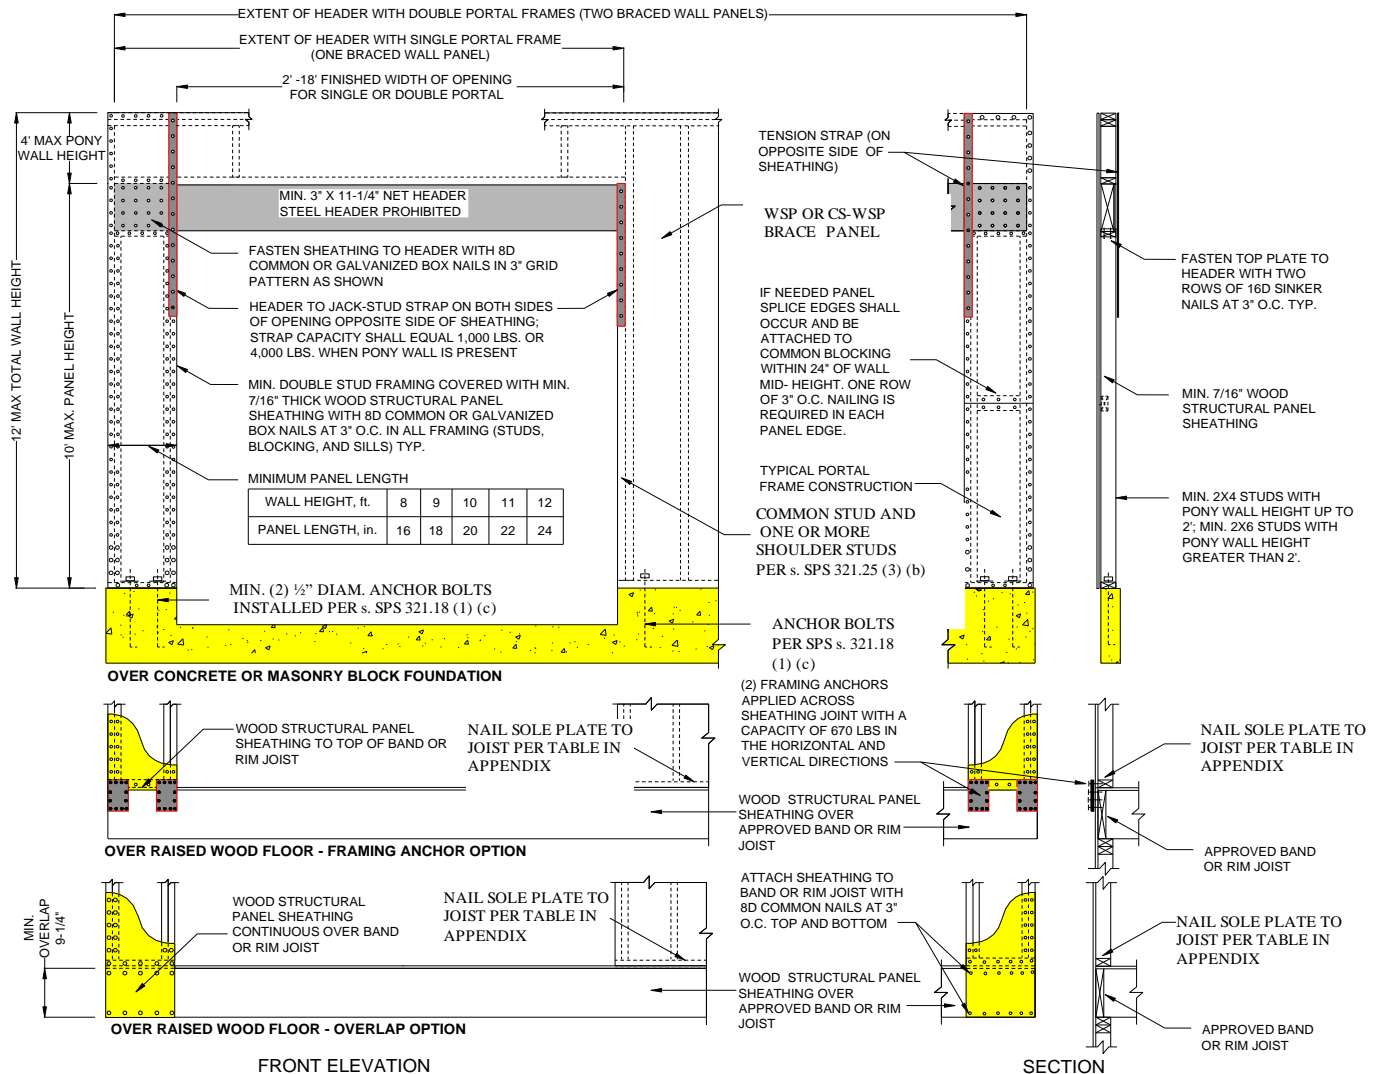 EXTENT OF HEADER WITH DOUBLE PORTAL FRAMES (TWO BRACED WALL PANELS)
EXTENT OF HEADER WITH SINGLE PORTAL FRAME
(ONE BRACED WALL PANEL)
2' -18' FINISHED WIDTH OF OPENING
FOR SINGLE OR DOUBLE PORTAL
4' MAX PONY
WALL HEIGHT
12' MAX TOTAL WALL HEIGHT
10' MAX. PANEL HEIGHT
MIN. 3" X 11-1/4" NET HEADER
STEEL HEADER PROHIBITED
FASTEN SHEATHING TO HEADER WITH 8D
COMMON OR GALVANIZED BOX NAILS IN 3" GRID
PATTERN AS SHOWN
HEADER TO JACK-STUD STRAP ON BOTH SIDES
OF OPENING OPPOSITE SIDE OF SHEATHING;
STRAP CAPACITY SHALL EQUAL 1,000 LBS. OR
4,000 LBS. WHEN PONY WALL IS PRESENT
MIN. DOUBLE STUD FRAMING COVERED WITH MIN.
7/16" THICK WOOD STRUCTURAL PANEL
SHEATHING WITH 8D COMMON OR GALVANIZED
BOX NAILS AT 3" O.C. IN ALL FRAMING (STUDS,
BLOCKING, AND SILLS) TYP.
MINIMUM PANEL LENGTH
WALL HEIGHT, ft. 8 9 10 11 12
PANEL LENGTH, in. 16 18 20 22 24
MIN. (2) ½” DIAM. ANCHOR BOLTS
INSTALLED PER s. SPS 321.18 (1) (c)
OVER CONCRETE OR MASONRY BLOCK FOUNDATION
TENSION STRAP (ON
OPPOSITE SIDE OF
SHEATHING)
WSP OR CS-WSP
BRACE PANEL
IF NEEDED PANEL
SPLICE EDGES SHALL
OCCUR AND BE
ATTACHED TO
COMMON BLOCKING
WITHIN 24" OF WALL
MID- HEIGHT. ONE ROW
OF 3" O.C. NAILING IS
REQUIRED IN EACH
PANEL EDGE.
TYPICAL PORTAL
FRAME CONSTRUCTION
COMMON STUD AND
ONE OR MORE
SHOULDER STUDS
PER s. SPS 321.25 (3) (b)
ANCHOR BOLTS
PER SPS s. 321.18
(1) (c)
FASTEN TOP PLATE TO
HEADER WITH TWO
ROWS OF 16D SINKER
NAILS AT 3" O.C. TYP.
MIN. 7/16" WOOD
STRUCTURAL PANEL
SHEATHING
MIN. 2X4 STUDS WITH
PONY WALL HEIGHT UP TO
2'; MIN. 2X6 STUDS WITH
PONY WALL HEIGHT
GREATER THAN 2'.
WOOD STRUCTURAL PANEL
SHEATHING TO TOP OF BAND OR
RIM JOIST
NAIL SOLE PLATE TO
JOIST PER TABLE IN
APPENDIX
(2) FRAMING ANCHORS
APPLIED ACROSS
SHEATHING JOINT WITH A
CAPACITY OF 670 LBS IN
THE HORIZONTAL AND
VERTICAL DIRECTIONS
WOOD STRUCTURAL PANEL
SHEATHING OVER
APPROVED BAND OR RIM
JOIST
NAIL SOLE PLATE TO
JOIST PER TABLE IN
APPENDIX
APPROVED BAND
OR RIM JOIST
OVER RAISED WOOD FLOOR - FRAMING ANCHOR OPTION
MIN.
OVERLAP
9-1/4"
WOOD STRUCTURAL
PANEL SHEATHING
CONTINUOUS OVER BAND
OR RIM JOIST
NAIL SOLE PLATE TO
JOIST PER TABLE IN
APPENDIX
ATTACH SHEATHING TO
BAND OR RIM JOIST WITH
8D COMMON NAILS AT 3"
O.C. TOP AND BOTTOM
WOOD STRUCTURAL PANEL
SHEATHING OVER
APPROVED BAND OR RIM
JOIST
NAIL SOLE PLATE TO
JOIST PER TABLE IN
APPENDIX
APPROVED BAND
OR RIM JOIST
OVER RAISED WOOD FLOOR - OVERLAP OPTION
FRONT ELEVATION
SECTION